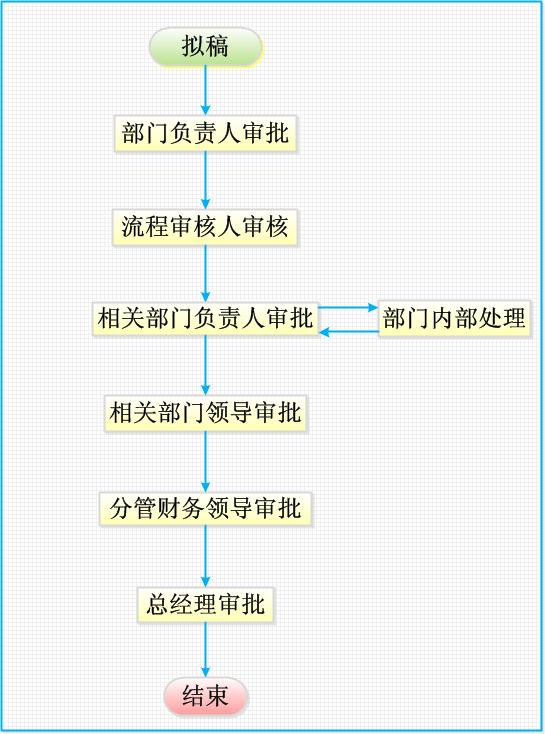 拟稿
部门负责人审批
流程审核人审核
相关部门负责人审批
部门内部处理
相关部门领导审批
分管财务领导审批
总经理审批
结束